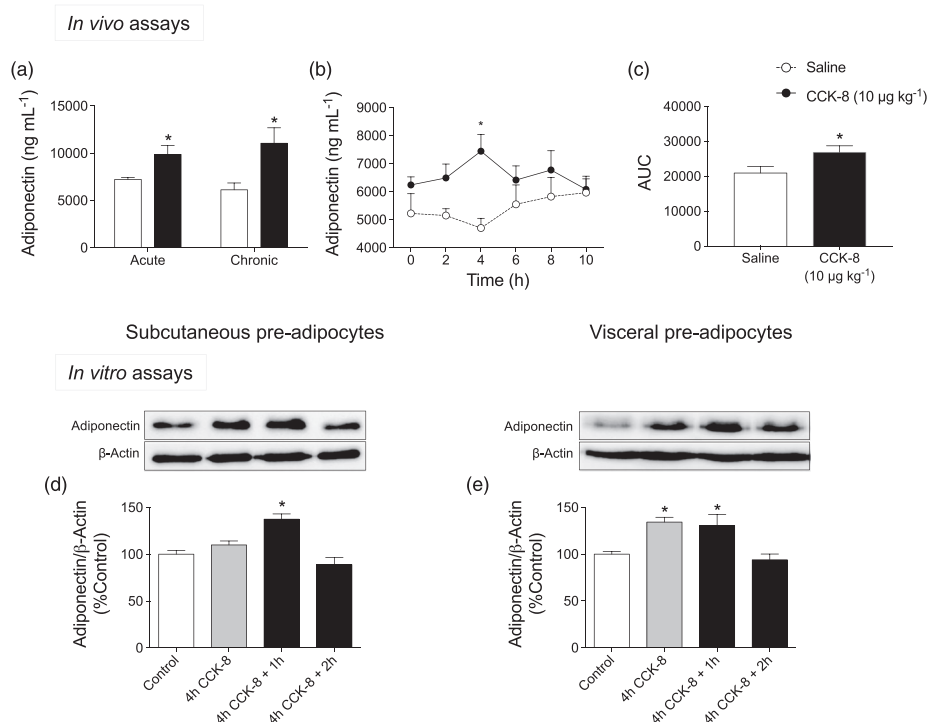 In vivo assays
(a)
Adiponectin (ng mL⁻¹)
15000
10000
5000
0
*
*
Acute
Chronic
(b)
Adiponectin (ng mL⁻¹)
9000
8000
7000
6000
5000
4000
*
0 2 4 6 8 10
Time (h)
(c)
Saline
CCK-8 (10 µg kg⁻¹)
AUC
40000
30000
20000
10000
0
*
Saline
CCK-8
(10 µg kg⁻¹)
Subcutaneous pre-adipocytes
Visceral pre-adipocytes
In vitro assays
Adiponectin
β-Actin
Adiponectin
β-Actin
(d)
Adiponectin/β-Actin
(%Control)
150
100
50
0
*
Control
4h CCK-8
4h CCK-8 + 1h
4h CCK-8 + 2h
(e)
Adiponectin/β-Actin
(%Control)
150
100
50
0
*
*
Control
4h CCK-8
4h CCK-8 + 1h
4h CCK-8 + 2h